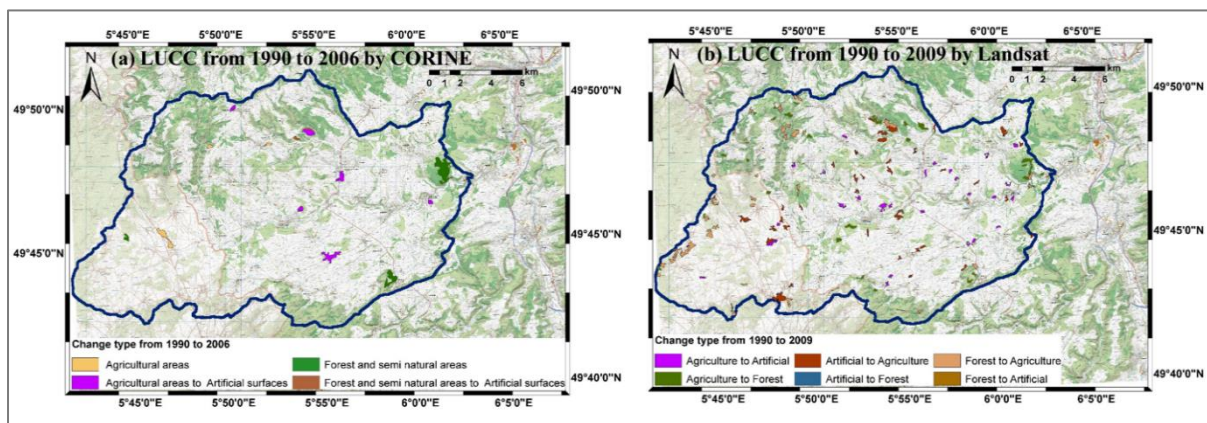 5°45'0"E 5°50'0"E 5°55'0"E 6°0'0"E 6°5'0"E
N
(a) LUCC from 1990 to 2006 by CORINE
km
0 1 2 4 6
49°50'0"N
49°45'0"N
49°40'0"N
Change type from 1990 to 2006
Agricultural areas
Forest and semi natural areas
Agricultural areas to Artificial surfaces
Forest and semi natural areas to Artificial surfaces
5°45'0"E 5°50'0"E 5°55'0"E 6°0'0"E 6°5'0"E
5°45'0"E 5°50'0"E 5°55'0"E 6°0'0"E 6°5'0"E
N
(b) LUCC from 1990 to 2009 by Landsat
km
0 1 2 4 6
49°50'0"N
49°50'0"N
49°45'0"N
49°45'0"N
49°40'0"N
Change type from 1990 to 2009
Agriculture to Artificial
Artificial to Agriculture
Forest to Agriculture
Agriculture to Forest
Artificial to Forest
Forest to Artificial
5°45'0"E 5°50'0"E 5°55'0"E 6°0'0"E 6°5'0"E